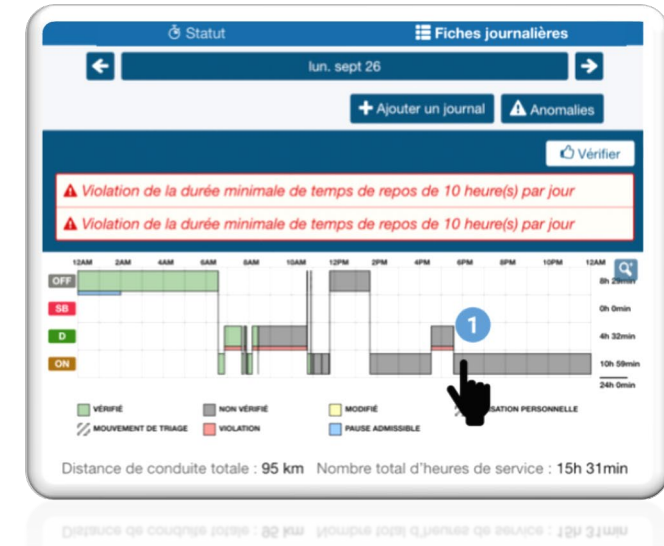 Statut
Fiches journalières
lun. sept 26
Ajouter un journal
Anomalies
Vérifier
Violation de la durée minimale de temps de repos de 10 heure(s) par jour
Violation de la durée minimale de temps de repos de 10 heure(s) par jour
12AM 2AM 4AM 6AM 8AM 10AM 12PM 2PM 4PM 6PM 8PM 10PM 12AM
OFF 8h 29min
SB 0h 0min
1
D 4h 32min
ON 10h 59min
24h 0min
VÉRIFIÉ NON VÉRIFIÉ MODIFIÉ PERSONNELLE
MOUVEMENT DE TRIAGE VIOLATION PAUSE ADMISSIBLE
Distance de conduite totale : 95 km Nombre total d'heures de service : 15h 31min